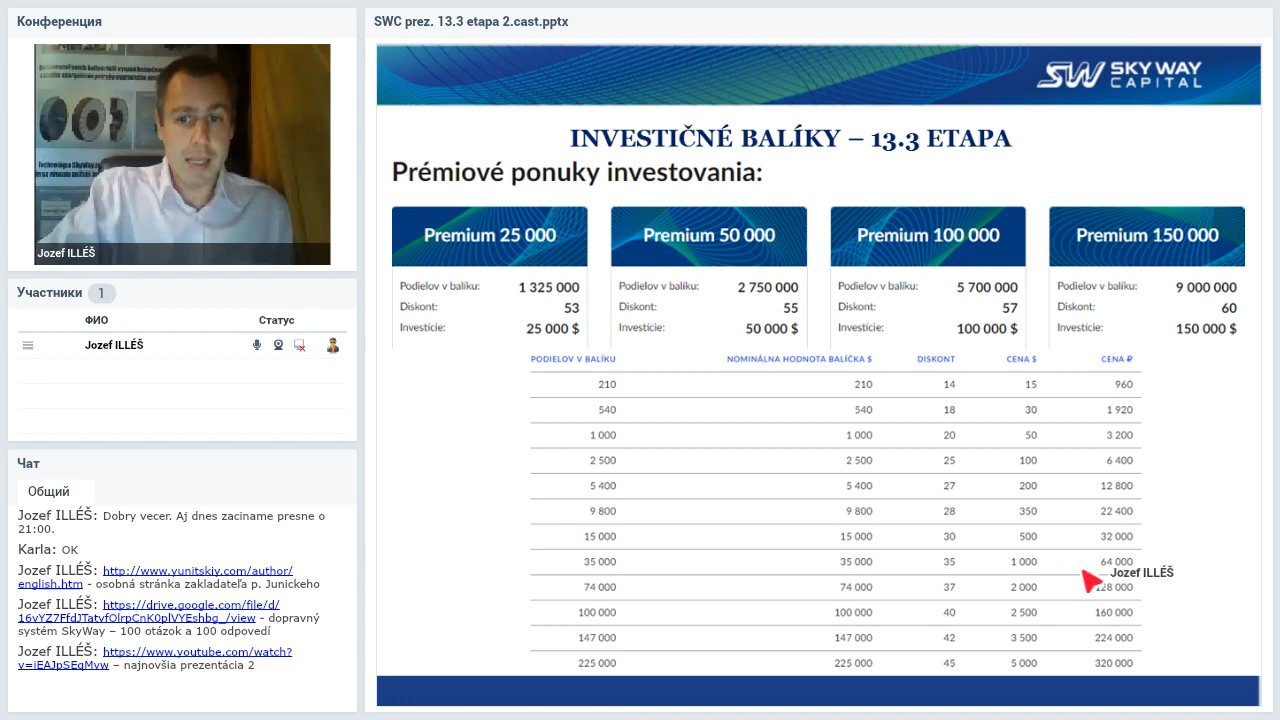 Конференция
Jozef ILLÉŠ
Участники 1
ФИО Статус
Jozef ILLÉŠ
Чат
Общий
Jozef ILLÉŠ: Dobry vecer. Aj dnes zaciname presne o
21:00.
Karla: OK
Jozef ILLÉŠ: http://www.yunitskiy.com/author/
english.htm - osobná stránka zakladateľa p. Junickeho
Jozef ILLÉŠ: https://drive.google.com/file/d/
16vYZ7FfdJTatvfOlrpCnK0plVYEshbg_/view - dopravný
systém SkyWay – 100 otázok a 100 odpovedí
Jozef ILLÉŠ: https://www.youtube.com/watch?
v=iEAJpSEqMvw – najnovšia prezentácia 2
SWC prez. 13.3 etapa 2.cast.pptx
SW SKY WAY
CAPITAL
INVESTIČNÉ BALÍKY – 13.3 ETAPA
Prémiové ponuky investovania:
Premium 25 000
Podielov v balíku: 1 325 000
Diskont: 53
Investície: 25 000 $
Premium 50 000
Podielov v balíku: 2 750 000
Diskont: 55
Investície: 50 000 $
Premium 100 000
Podielov v balíku: 5 700 000
Diskont: 57
Investície: 100 000 $
Premium 150 000
Podielov v balíku: 9 000 000
Diskont: 60
Investície: 150 000 $
PODIELOV V BALÍKU NOMINÁLNA HODNOTA BALÍČKA $ DISKONT CENA $ CENA ₽
210 210 14 15 960
540 540 18 30 1 920
1 000 1 000 20 50 3 200
2 500 2 500 25 100 6 400
5 400 5 400 27 200 12 800
9 800 9 800 28 350 22 400
15 000 15 000 30 500 32 000
35 000 35 000 35 1 000 64 000
Jozef ILLÉŠ
74 000 74 000 37 2 000 128 000
100 000 100 000 40 2 500 160 000
147 000 147 000 42 3 500 224 000
225 000 225 000 45 5 000 320 000